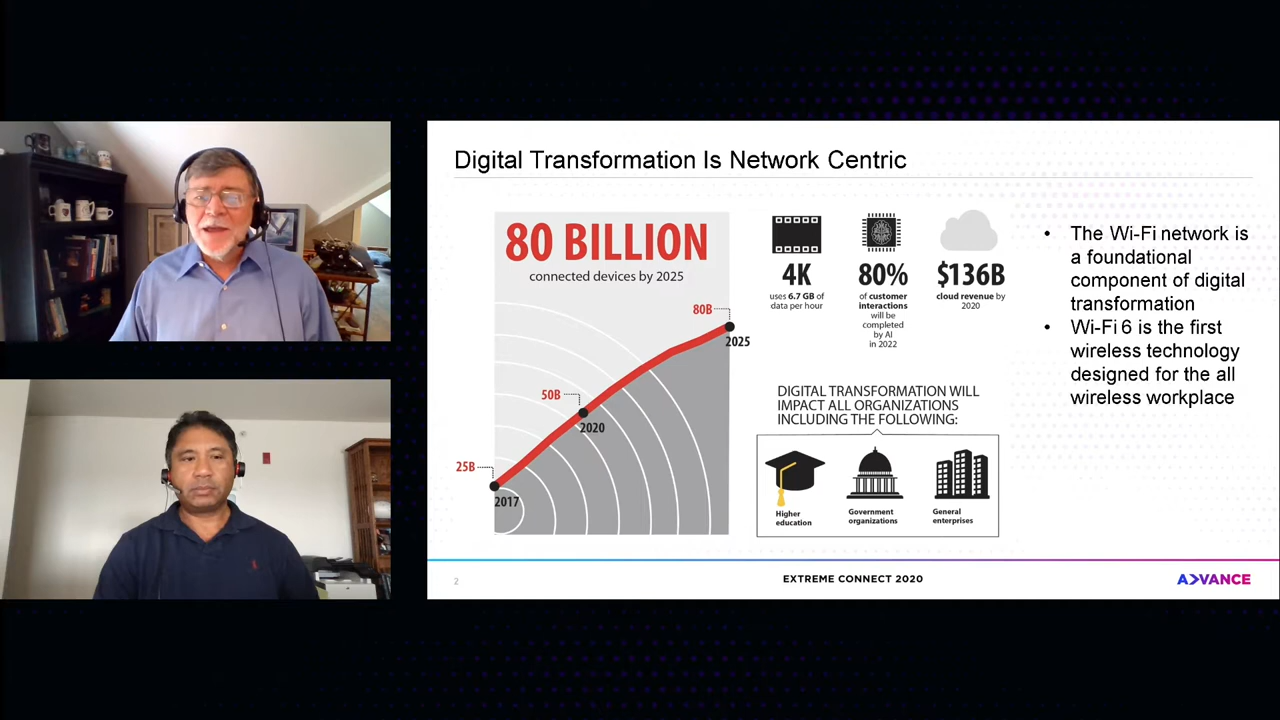 Digital Transformation Is Network Centric
80 BILLION
connected devices by 2025
80B
2025
50B
2020
25B
2017
4K
uses 6.7 GB of
data per hour
80%
of customer
interactions
will be
completed
by AI
in 2022
$136B
cloud revenue by
2020
DIGITAL TRANSFORMATION WILL
IMPACT ALL ORGANIZATIONS
INCLUDING THE FOLLOWING:
Higher
education
Government
organizations
General
enterprises
• The Wi-Fi network is
a foundational
component of digital
transformation
• Wi-Fi 6 is the first
wireless technology
designed for the all
wireless workplace
2
EXTREME CONNECT 2020
ADVANCE